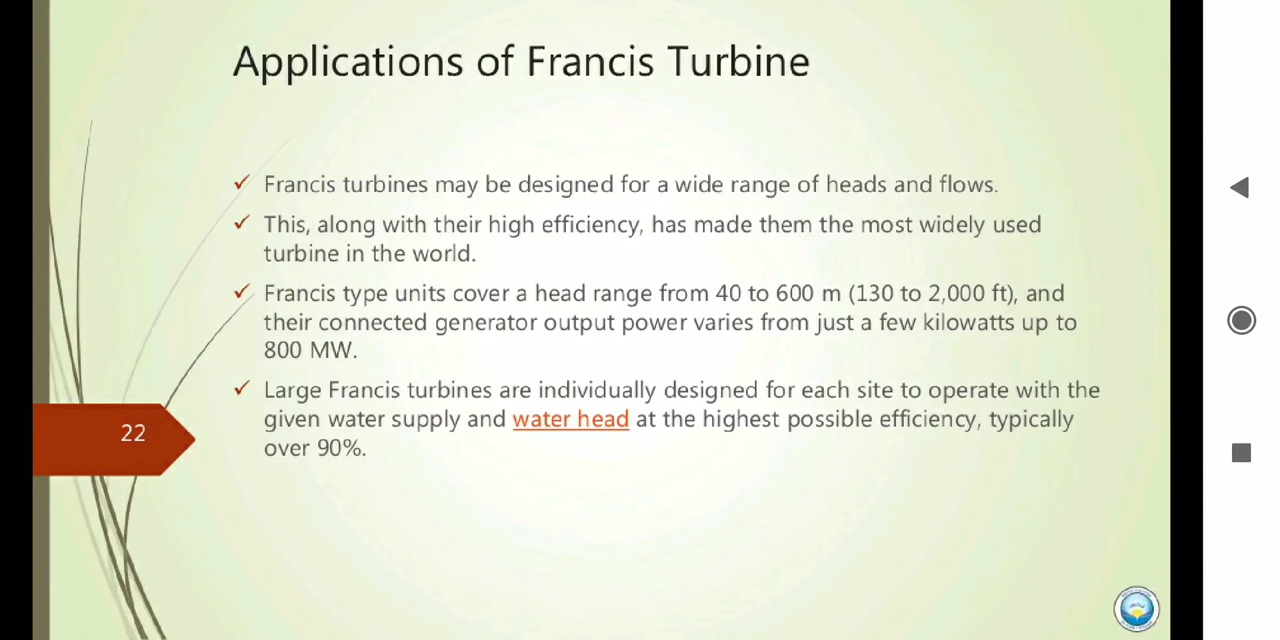 Applications of Francis Turbine
✓ Francis turbines may be designed for a wide range of heads and flows.
✓ This, along with their high efficiency, has made them the most widely used
turbine in the world.
✓ Francis type units cover a head range from 40 to 600 m (130 to 2,000 ft), and
their connected generator output power varies from just a few kilowatts up to
800 MW.
✓ Large Francis turbines are individually designed for each site to operate with the
given water supply and water head at the highest possible efficiency, typically
over 90%.
22